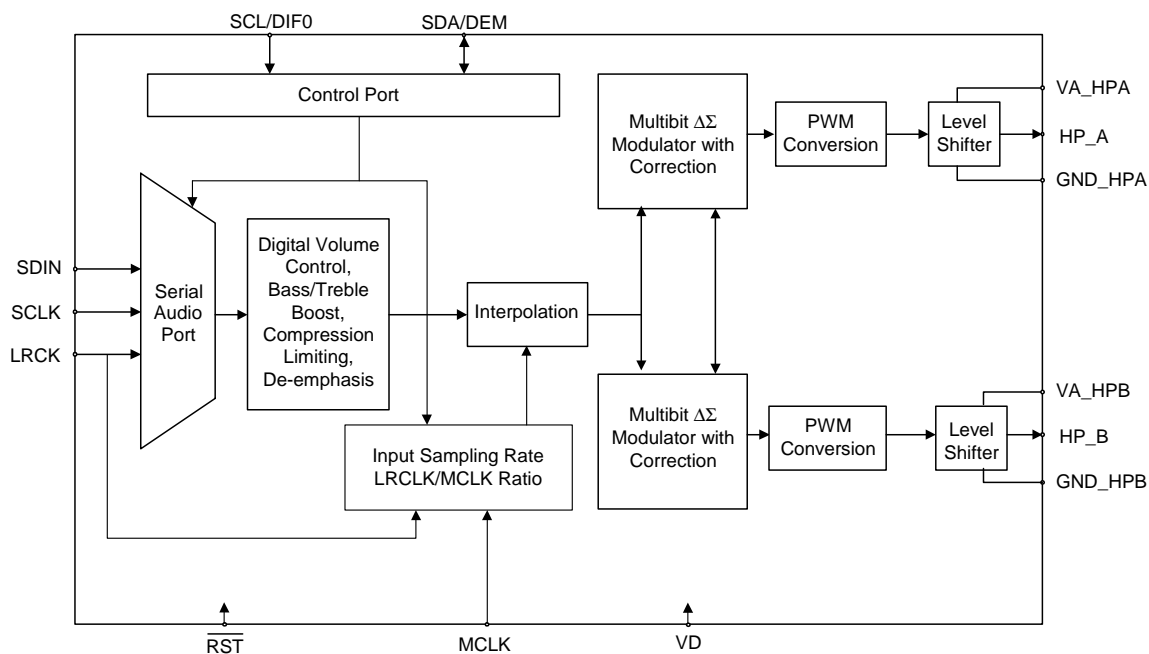 SCL/DIF0
SDA/DEM
Control Port
Serial
Audio
Port
SDIN
SCLK
LRCK
Digital Volume
Control,
Bass/Treble
Boost,
Compression
Limiting,
De-emphasis
Interpolation
Input Sampling Rate
LRCLK/MCLK Ratio
Multibit ΔΣ
Modulator with
Correction
PWM
Conversion
Level
Shifter
VA_HPA
HP_A
GND_HPA
Multibit ΔΣ
Modulator with
Correction
PWM
Conversion
Level
Shifter
VA_HPB
HP_B
GND_HPB
RST
MCLK
VD